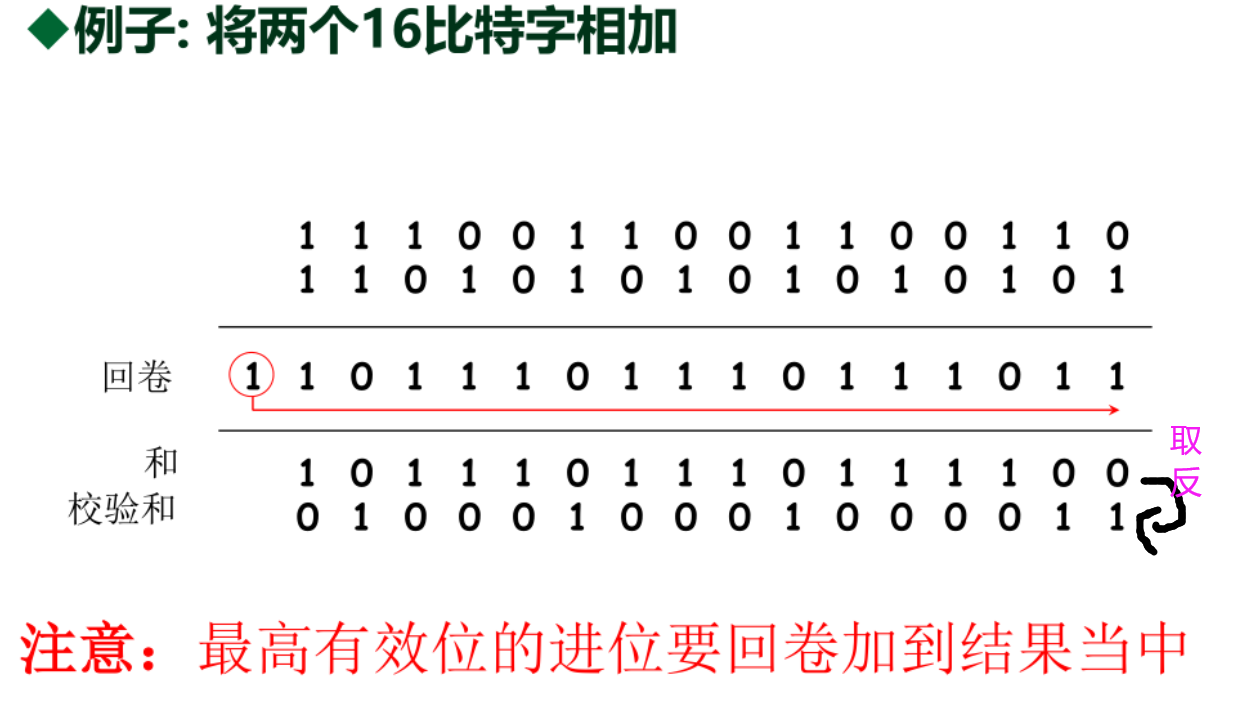 ◆例子: 将两个16比特字相加
1 1 1 0 0 1 1 0 0 1 1 0 0 1 1 0
1 1 0 1 0 1 0 1 0 1 0 1 0 1 0 1
回卷 1 1 0 1 1 1 0 1 1 1 0 1 1 1 0 1 1
和 1 0 1 1 1 0 1 1 1 0 1 1 1 1 0 0
校验和 0 1 0 0 0 1 0 0 0 1 0 0 0 0 1 1
取
反
注意：最高有效位的进位要回卷加到结果当中